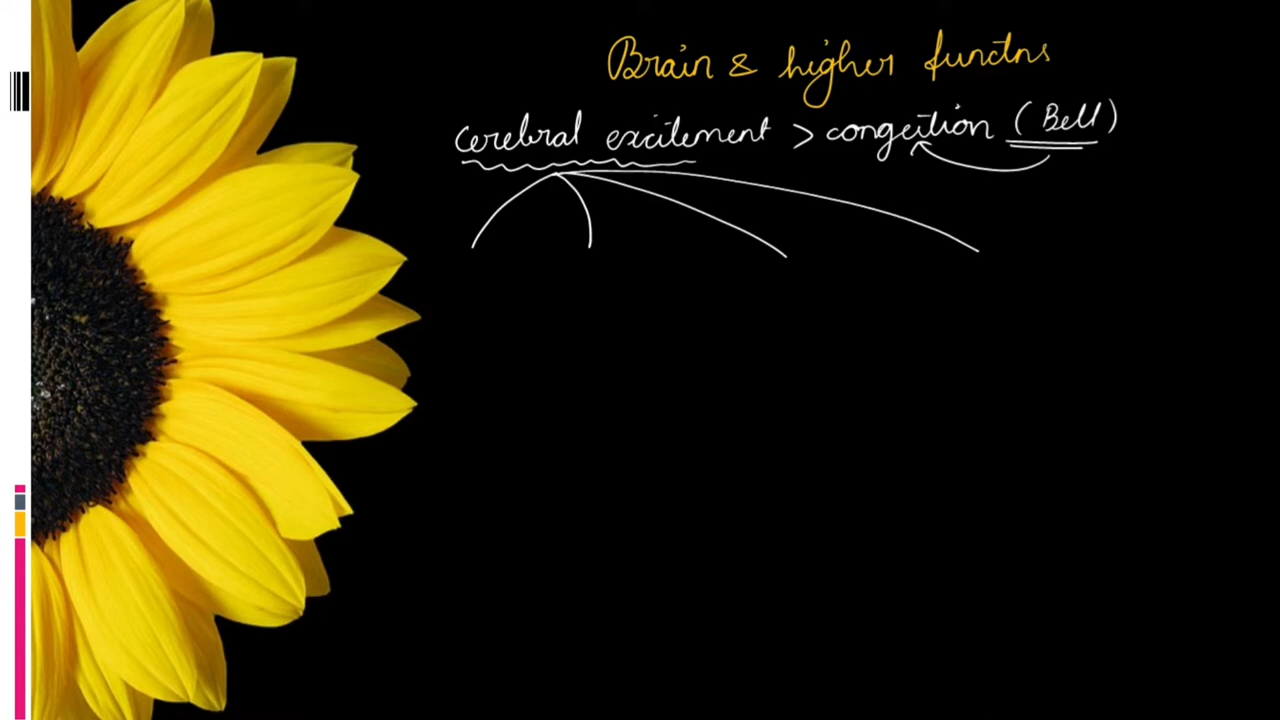 Brain & higher functns
cerebral excitement > congestion (Bell)